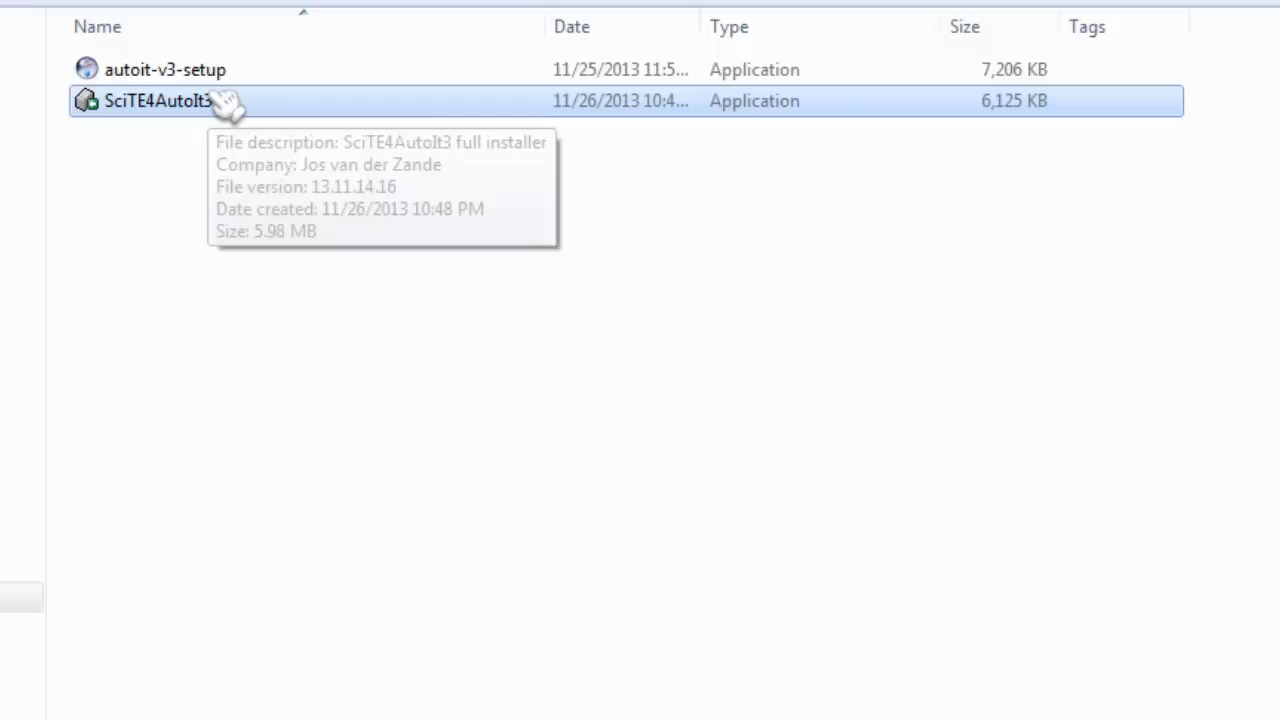 Name Date Type Size Tags
autoit-v3-setup 11/25/2013 11:5... Application 7,206 KB
SciTE4AutoIt3 11/26/2013 10:4... Application 6,125 KB
File description: SciTE4AutoIt3 full installer
Company: Jos van der Zande
File version: 13.11.14.16
Date created: 11/26/2013 10:48 PM
Size: 5.98 MB